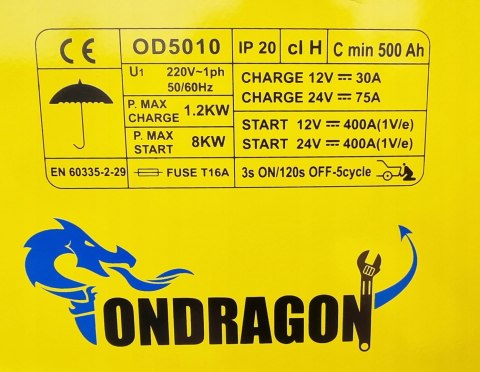 CE OD5010 IP 20 cl H C min 500 Ah
U1 220V~1ph
50/60Hz
CHARGE 12V ⎓ 30A
CHARGE 24V ⎓ 75A
P. MAX
CHARGE 1.2KW
P. MAX
START 8KW
START 12V ⎓ 400A(1V/e)
START 24V ⎓ 400A(1V/e)
EN 60335-2-29 FUSE T16A 3s ON/120s OFF-5cycle
TONDRAGON